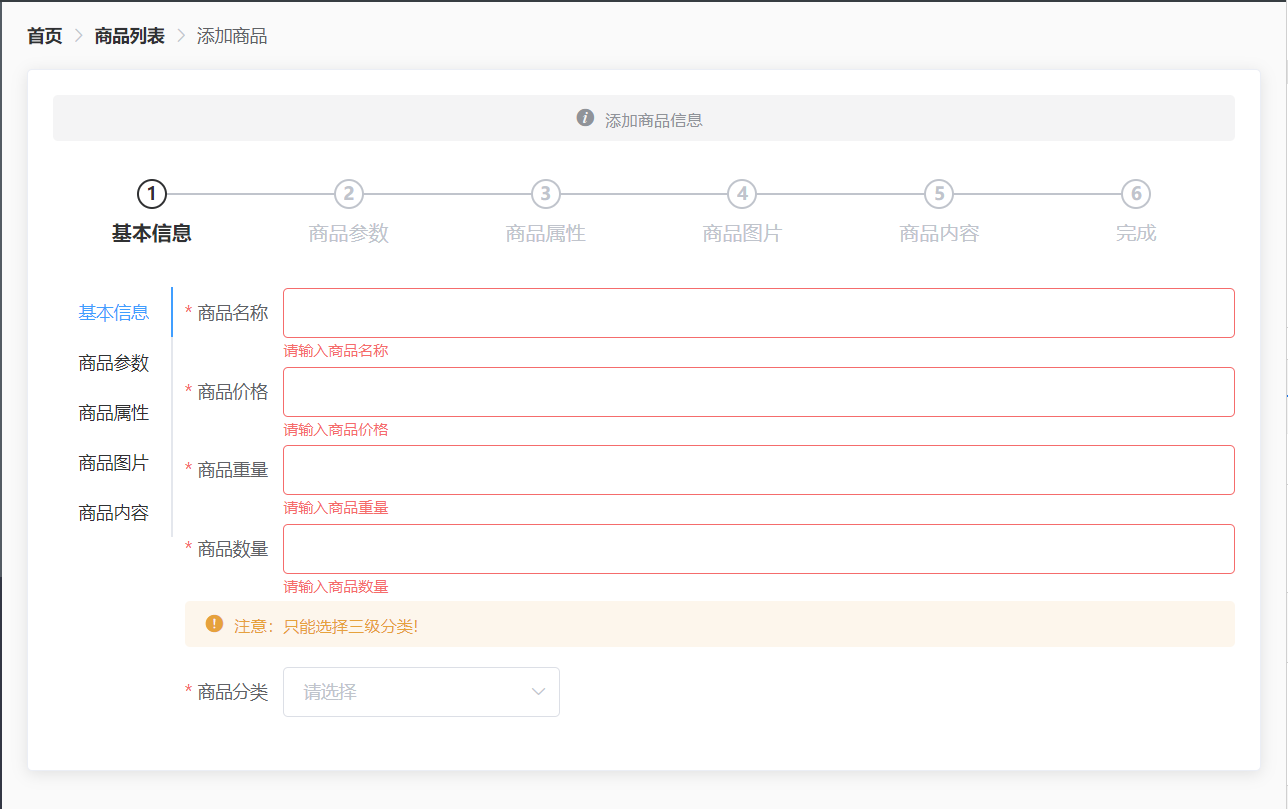 首页 > 商品列表 > 添加商品
添加商品信息
1 2 3 4 5 6
基本信息 商品参数 商品属性 商品图片 商品内容 完成
基本信息
商品参数
商品属性
商品图片
商品内容
* 商品名称
请输入商品名称
* 商品价格
请输入商品价格
* 商品重量
请输入商品重量
* 商品数量
请输入商品数量
注意：只能选择三级分类!
* 商品分类 请选择